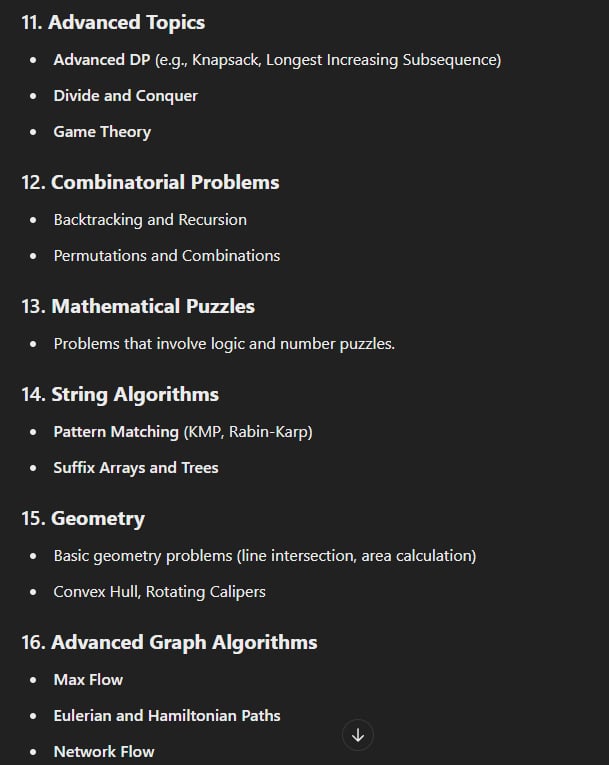 11. Advanced Topics
• Advanced DP (e.g., Knapsack, Longest Increasing Subsequence)
• Divide and Conquer
• Game Theory
12. Combinatorial Problems
• Backtracking and Recursion
• Permutations and Combinations
13. Mathematical Puzzles
• Problems that involve logic and number puzzles.
14. String Algorithms
• Pattern Matching (KMP, Rabin-Karp)
• Suffix Arrays and Trees
15. Geometry
• Basic geometry problems (line intersection, area calculation)
• Convex Hull, Rotating Calipers
16. Advanced Graph Algorithms
• Max Flow
• Eulerian and Hamiltonian Paths
• Network Flow